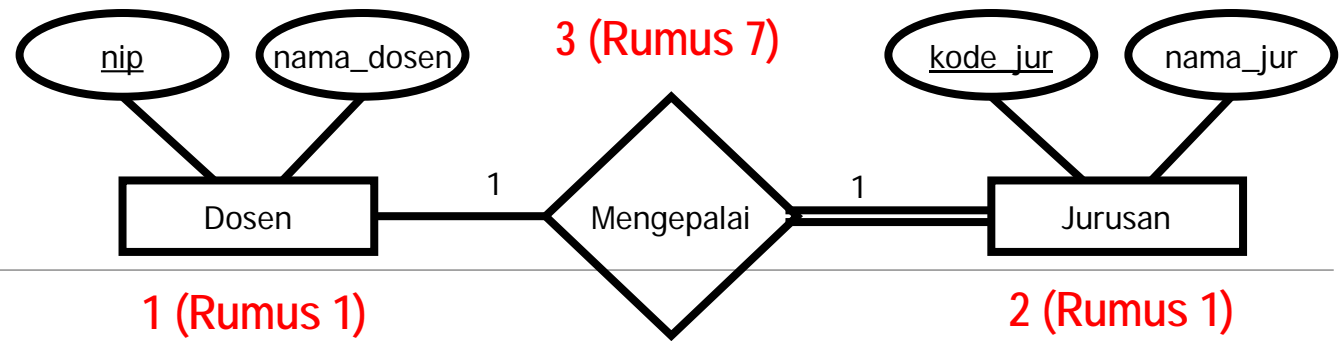 nip
nama_dosen
3 (Rumus 7)
kode_jur
nama_jur
Dosen
1
Mengepalai
1
Jurusan
1 (Rumus 1)
2 (Rumus 1)